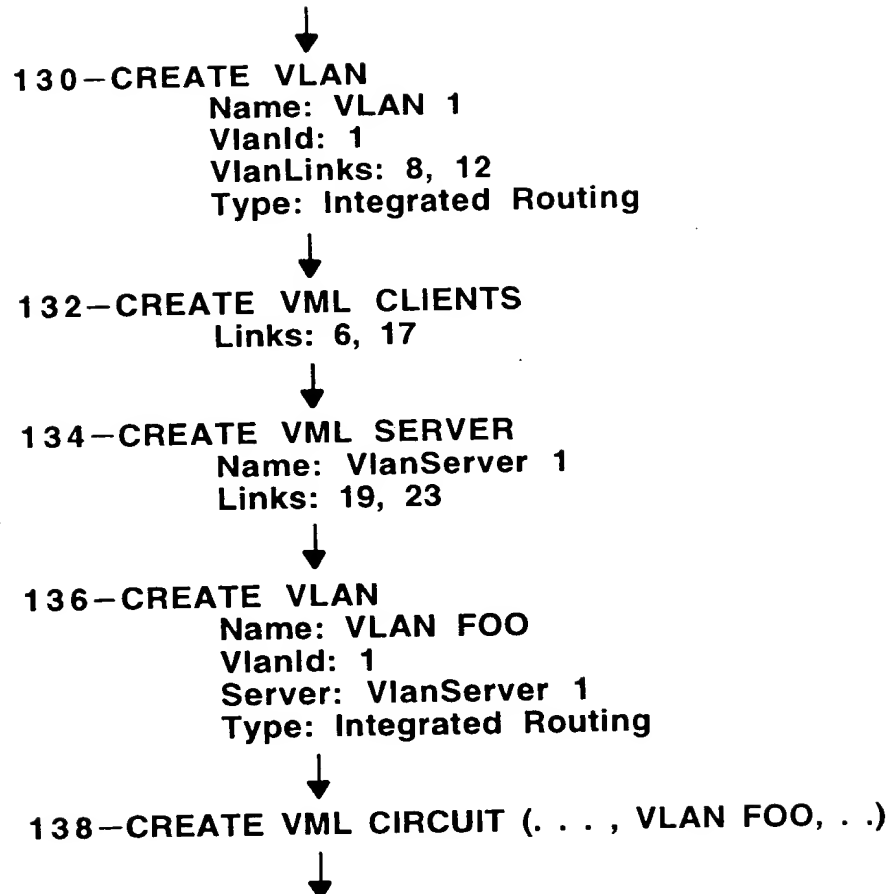 130–CREATE VLAN
Name: VLAN 1
VlanId: 1
VlanLinks: 8, 12
Type: Integrated Routing
132–CREATE VML CLIENTS
Links: 6, 17
134–CREATE VML SERVER
Name: VlanServer 1
Links: 19, 23
136–CREATE VLAN
Name: VLAN FOO
VlanId: 1
Server: VlanServer 1
Type: Integrated Routing
138–CREATE VML CIRCUIT (. . . , VLAN FOO, . .)